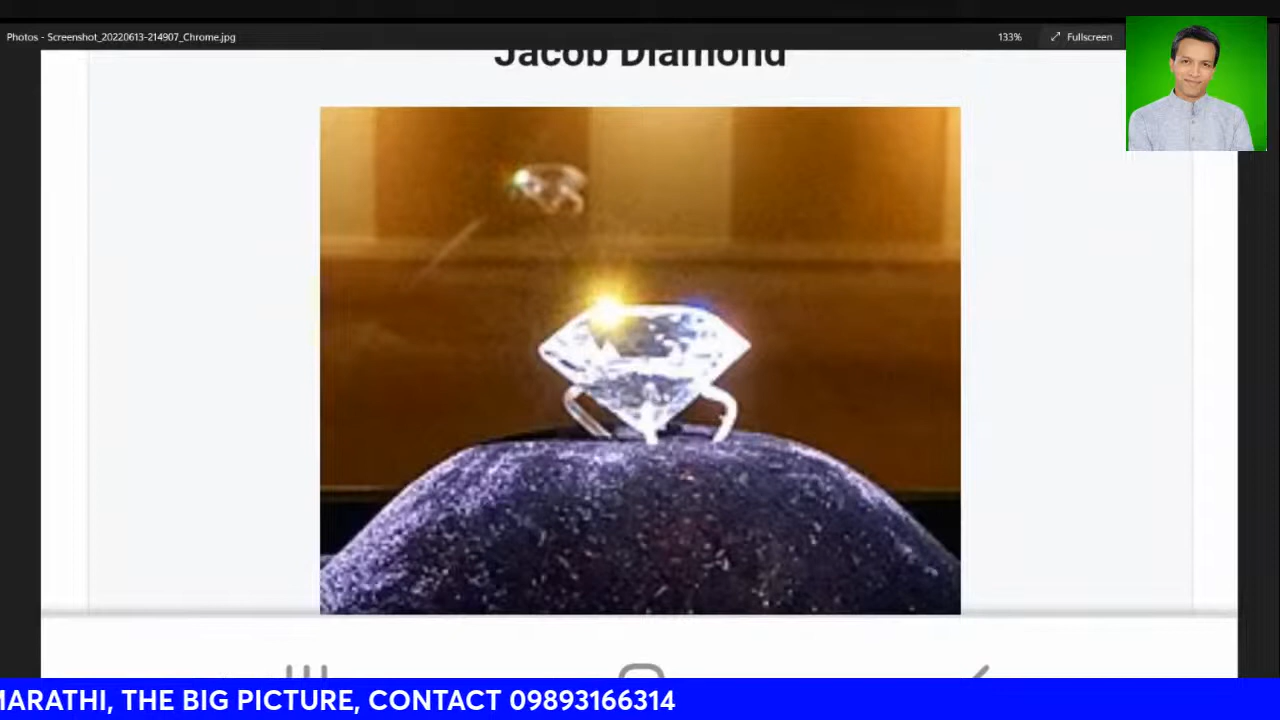 Photos - Screenshot_20220613-214907_Chrome.jpg
133%
Fullscreen
Jacob Diamond
MARATHI, THE BIG PICTURE, CONTACT 09893166314